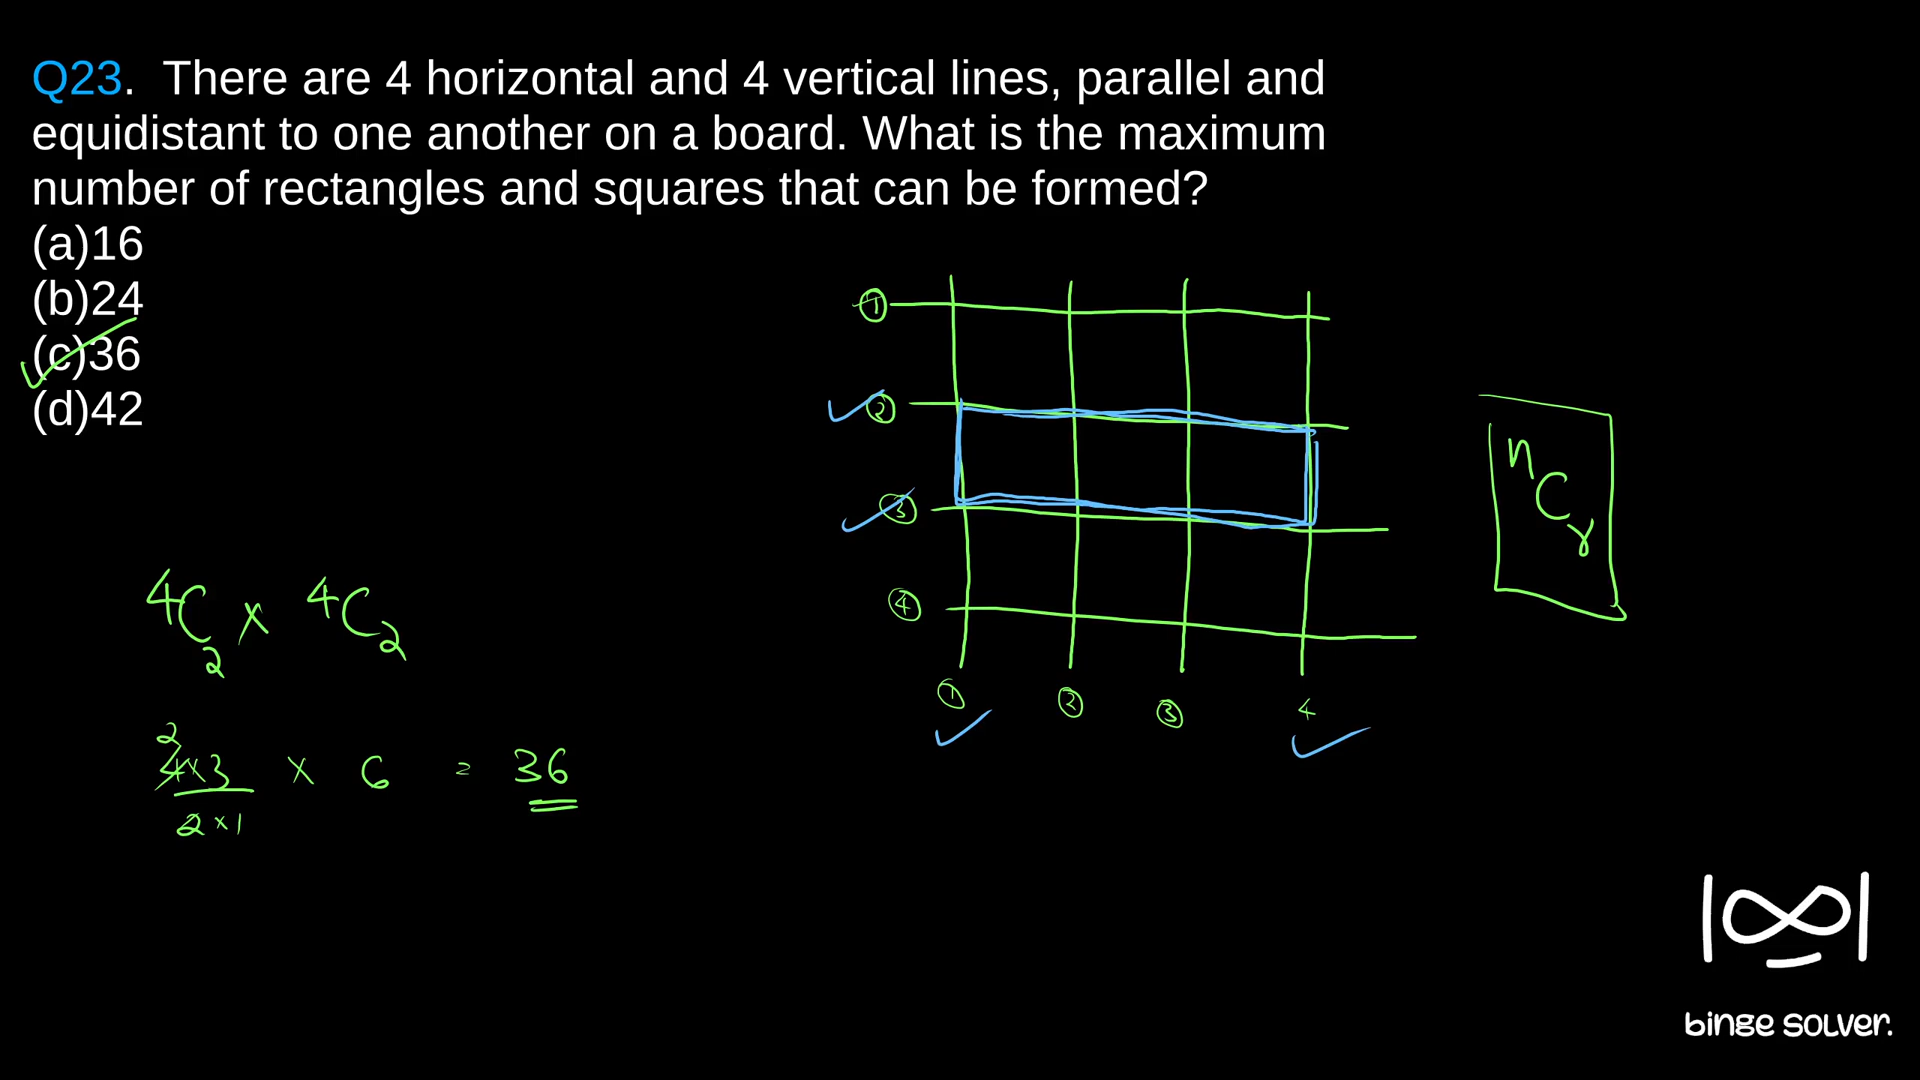 Q23. There are 4 horizontal and 4 vertical lines, parallel and
equidistant to one another on a board. What is the maximum
number of rectangles and squares that can be formed?
(a)16
(b)24
(c)36
(d)42
1
2
3
4
1 2 3 4
nCr
4C2 x 4C2
2
4x3 x 6 = 36
2x1
binge solver.